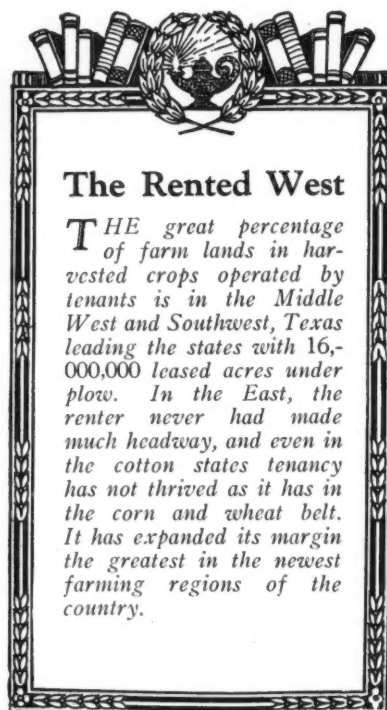 The Rented West
THE great percentage
of farm lands in har-
vested crops operated by
tenants is in the Middle
West and Southwest, Texas
leading the states with 16,-
000,000 leased acres under
plow. In the East, the
renter never had made
much headway, and even in
the cotton states tenancy
has not thrived as it has in
the corn and wheat belt.
It has expanded its margin
the greatest in the newest
farming regions of the
country.